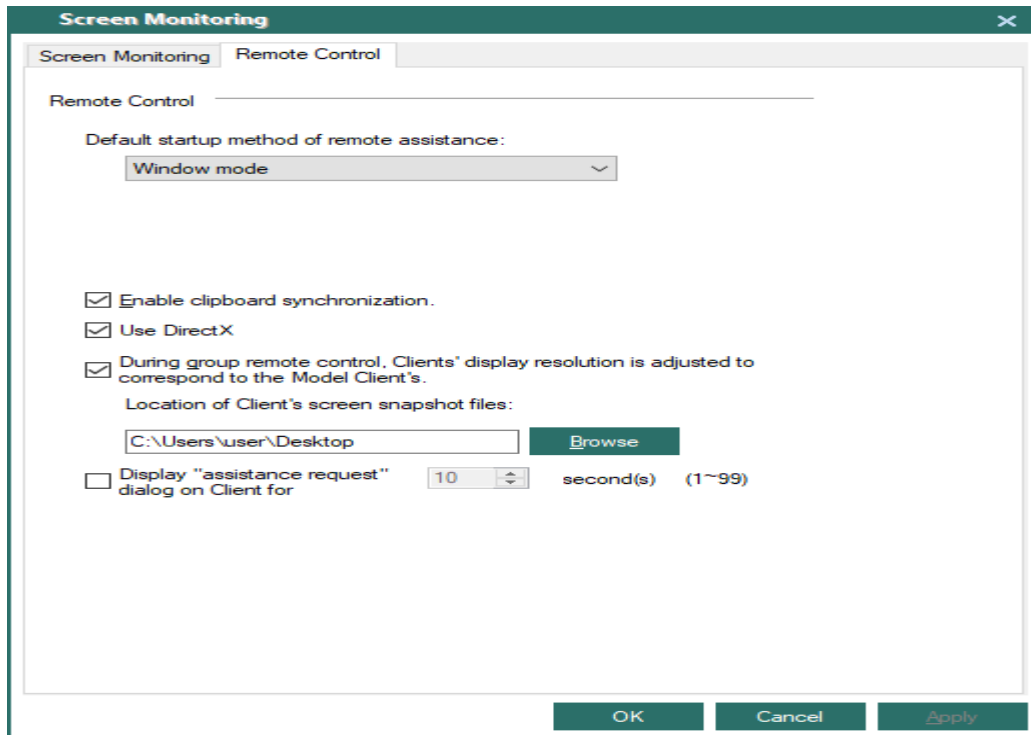 Screen Monitoring
Screen Monitoring Remote Control
Remote Control
Default startup method of remote assistance:
Window mode
Enable clipboard synchronization.
Use DirectX
During group remote control, Clients' display resolution is adjusted to
correspond to the Model Client's.
Location of Client's screen snapshot files:
C:\Users\user\Desktop Browse
Display "assistance request"
dialog on Client for 10 second(s) (1~99)
OK Cancel Apply